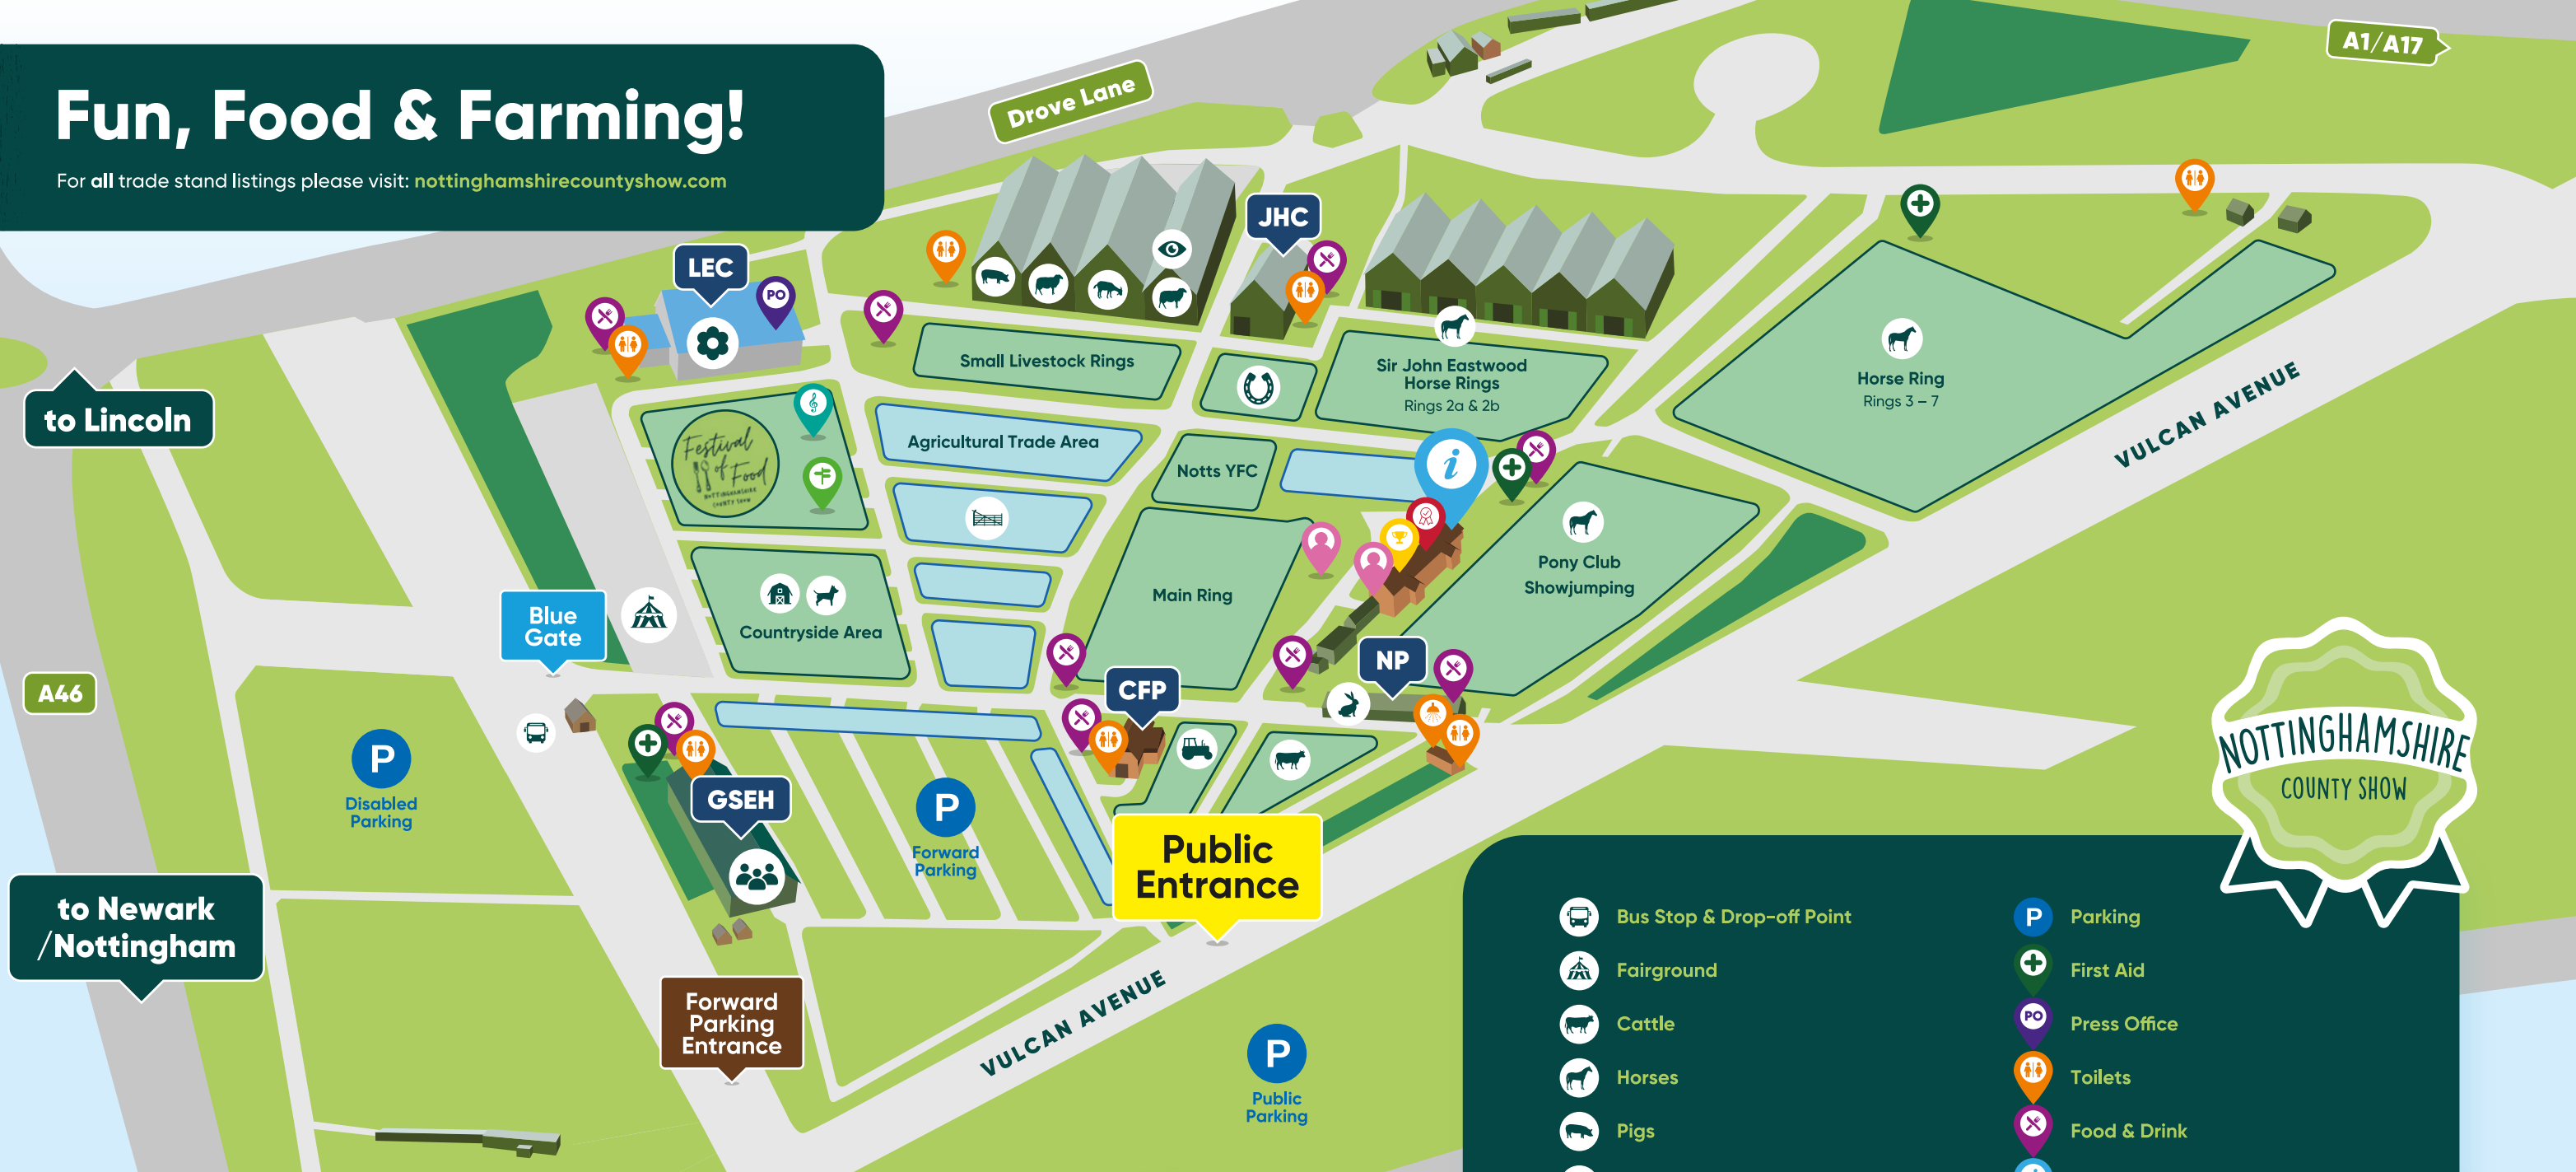 Fun, Food & Farming!
For all trade stand listings please visit: nottinghamshirecountyshow.com
Drove Lane
A1/A17
JHC
LEC
PO
Small Livestock Rings
Sir John Eastwood
Horse Rings
Rings 2a & 2b
Horse Ring
Rings 3 – 7
VULCAN AVENUE
to Lincoln
Festival
of
Food
NOTTINGHAMSHIRE
COUNTY SHOW
Agricultural Trade Area
Notts YFC
i
Pony Club
Showjumping
Main Ring
Blue
Gate
Countryside Area
A46
CFP
NP
P
Disabled
Parking
GSEH
P
Forward
Parking
Public
Entrance
to Newark
/Nottingham
Forward
Parking
Entrance
VULCAN AVENUE
P
Public
Parking
NOTTINGHAMSHIRE
COUNTY SHOW
Bus Stop & Drop-off Point
Fairground
Cattle
Horses
Pigs
P Parking
First Aid
PO Press Office
Toilets
Food & Drink